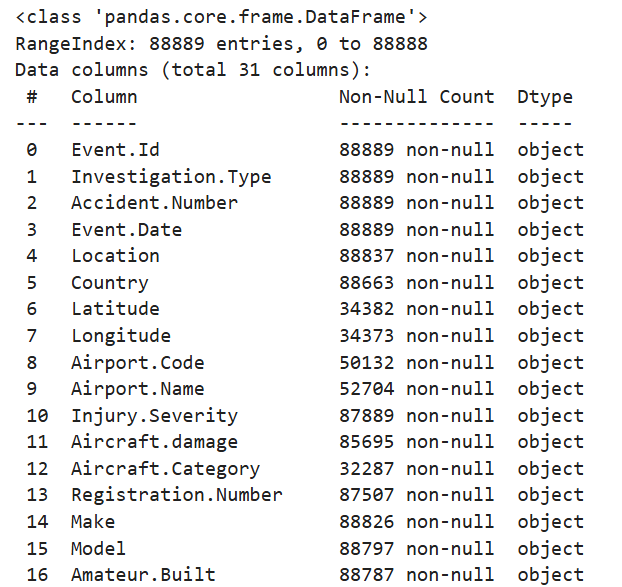 <class 'pandas.core.frame.DataFrame'>
RangeIndex: 88889 entries, 0 to 88888
Data columns (total 31 columns):
 #   Column                  Non-Null Count  Dtype
---  ------                  --------------  -----
 0   Event.Id                88889 non-null  object
 1   Investigation.Type      88889 non-null  object
 2   Accident.Number         88889 non-null  object
 3   Event.Date              88889 non-null  object
 4   Location                88837 non-null  object
 5   Country                 88663 non-null  object
 6   Latitude                34382 non-null  object
 7   Longitude               34373 non-null  object
 8   Airport.Code            50132 non-null  object
 9   Airport.Name            52704 non-null  object
 10  Injury.Severity         87889 non-null  object
 11  Aircraft.damage         85695 non-null  object
 12  Aircraft.Category       32287 non-null  object
 13  Registration.Number     87507 non-null  object
 14  Make                    88826 non-null  object
 15  Model                   88797 non-null  object
 16  Amateur.Built           88787 non-null  object